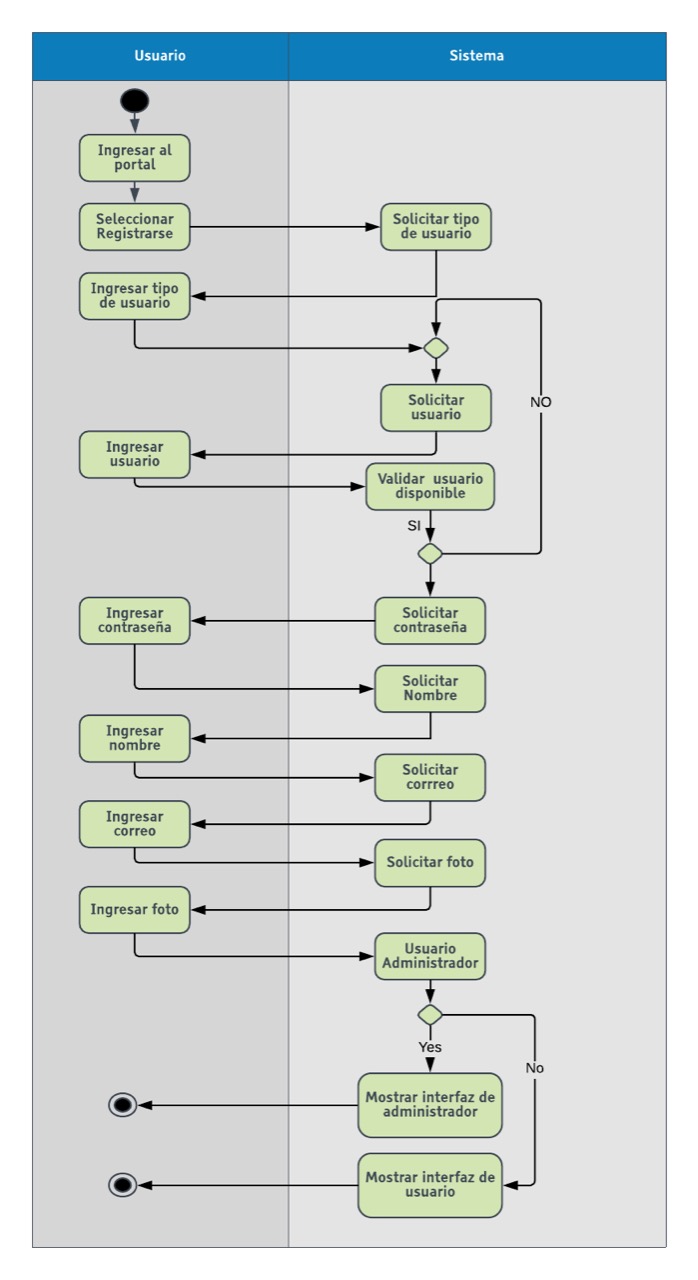 Usuario
Sistema
Ingresar al
portal
Seleccionar
Registrarse
Solicitar tipo
de usuario
Ingresar tipo
de usuario
Solicitar
usuario
NO
Ingresar
usuario
Validar usuario
disponible
SI
Ingresar
contraseña
Solicitar
contraseña
Solicitar
Nombre
Ingresar
nombre
Solicitar
corrreo
Ingresar
correo
Solicitar foto
Ingresar foto
Usuario
Administrador
Yes
No
Mostrar interfaz de
administrador
Mostrar interfaz de
usuario